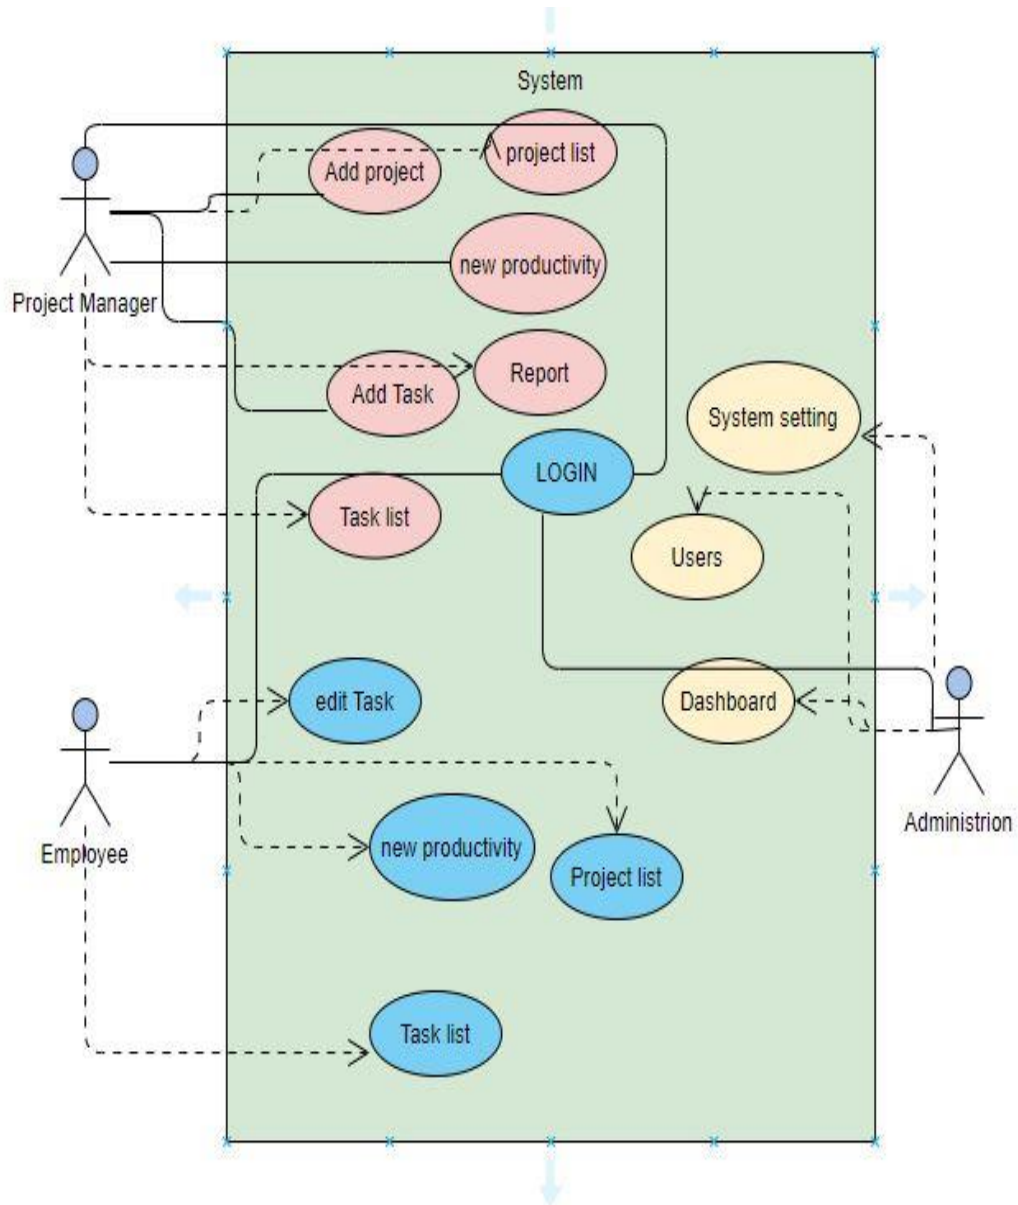 System
project list
Add project
new productivity
Project Manager
Report
Add Task
System setting
LOGIN
Task list
Users
edit Task
Dashboard
Administrion
new productivity
Employee
Project list
Task list